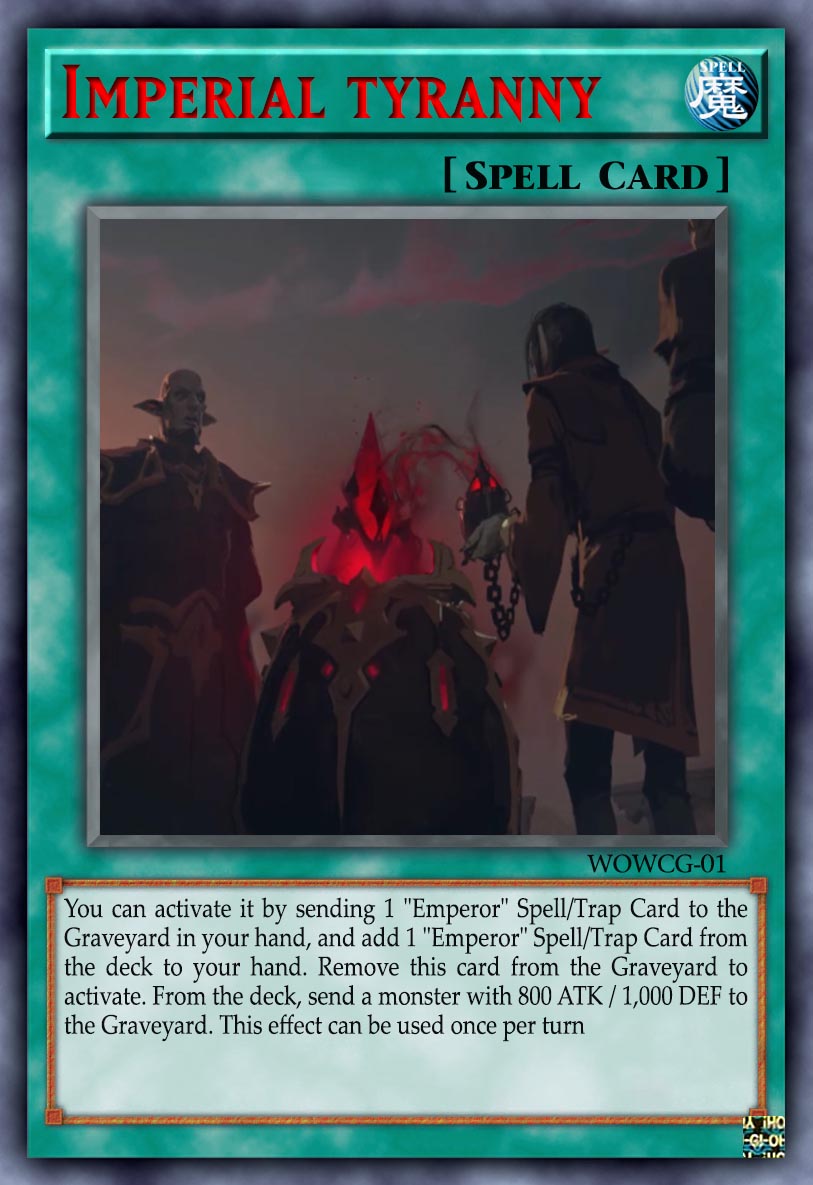 Imperial tyranny
SPELL
魔
[ Spell Card ]
WOWCG-01
You can activate it by sending 1 "Emperor" Spell/Trap Card to the
Graveyard in your hand, and add 1 "Emperor" Spell/Trap Card from
the deck to your hand. Remove this card from the Graveyard to
activate. From the deck, send a monster with 800 ATK / 1,000 DEF to
the Graveyard. This effect can be used once per turn